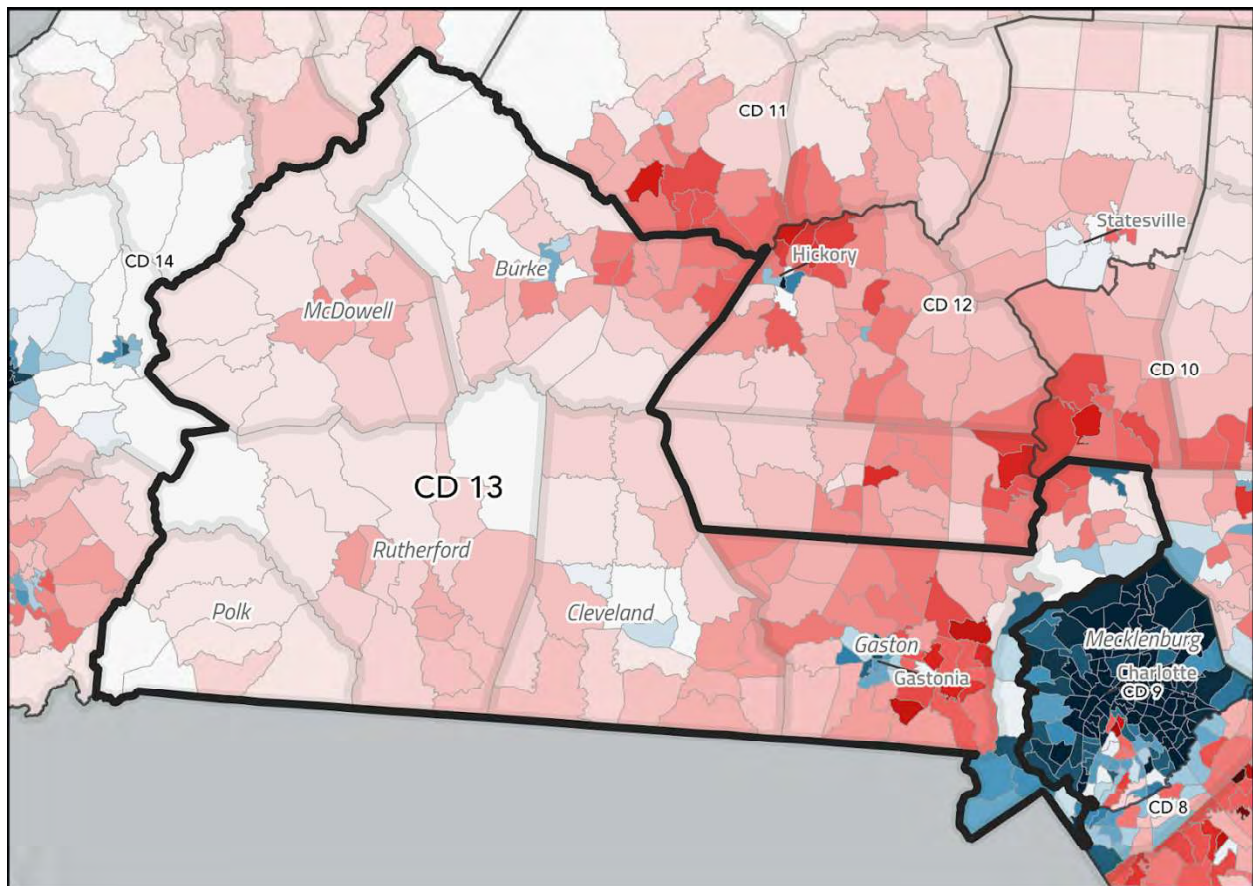 CD 11
Statesville
Hickory
CD 14
Burke
McDowell
CD 12
CD 10
CD 13
Rutherford
Polk
Cleveland
Gaston
Gastonia
Mecklenburg
Charlotte
CD 9
CD 8